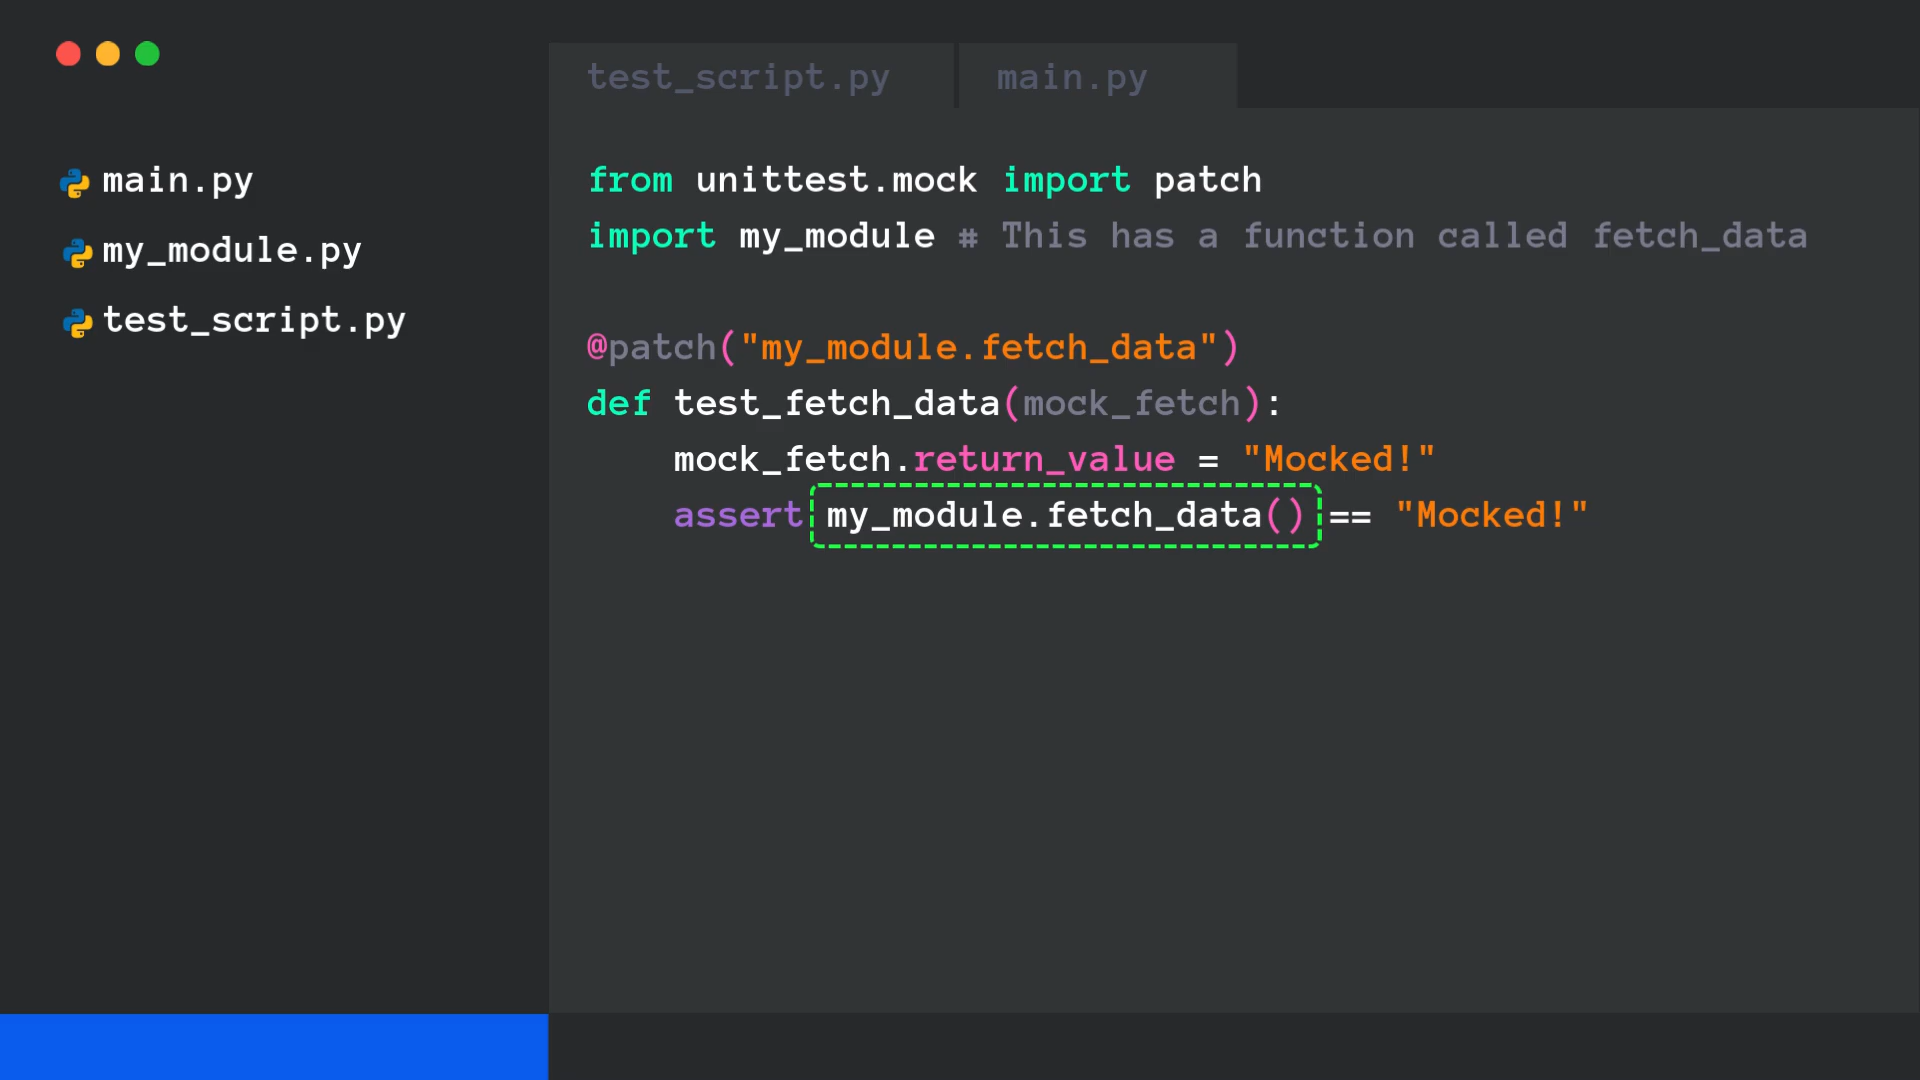 main.py
my_module.py
test_script.py
test_script.py
main.py
from unittest.mock import patch
import my_module # This has a function called fetch_data
@patch("my_module.fetch_data")
def test_fetch_data(mock_fetch):
    mock_fetch.return_value = "Mocked!"
    assert my_module.fetch_data() == "Mocked!"